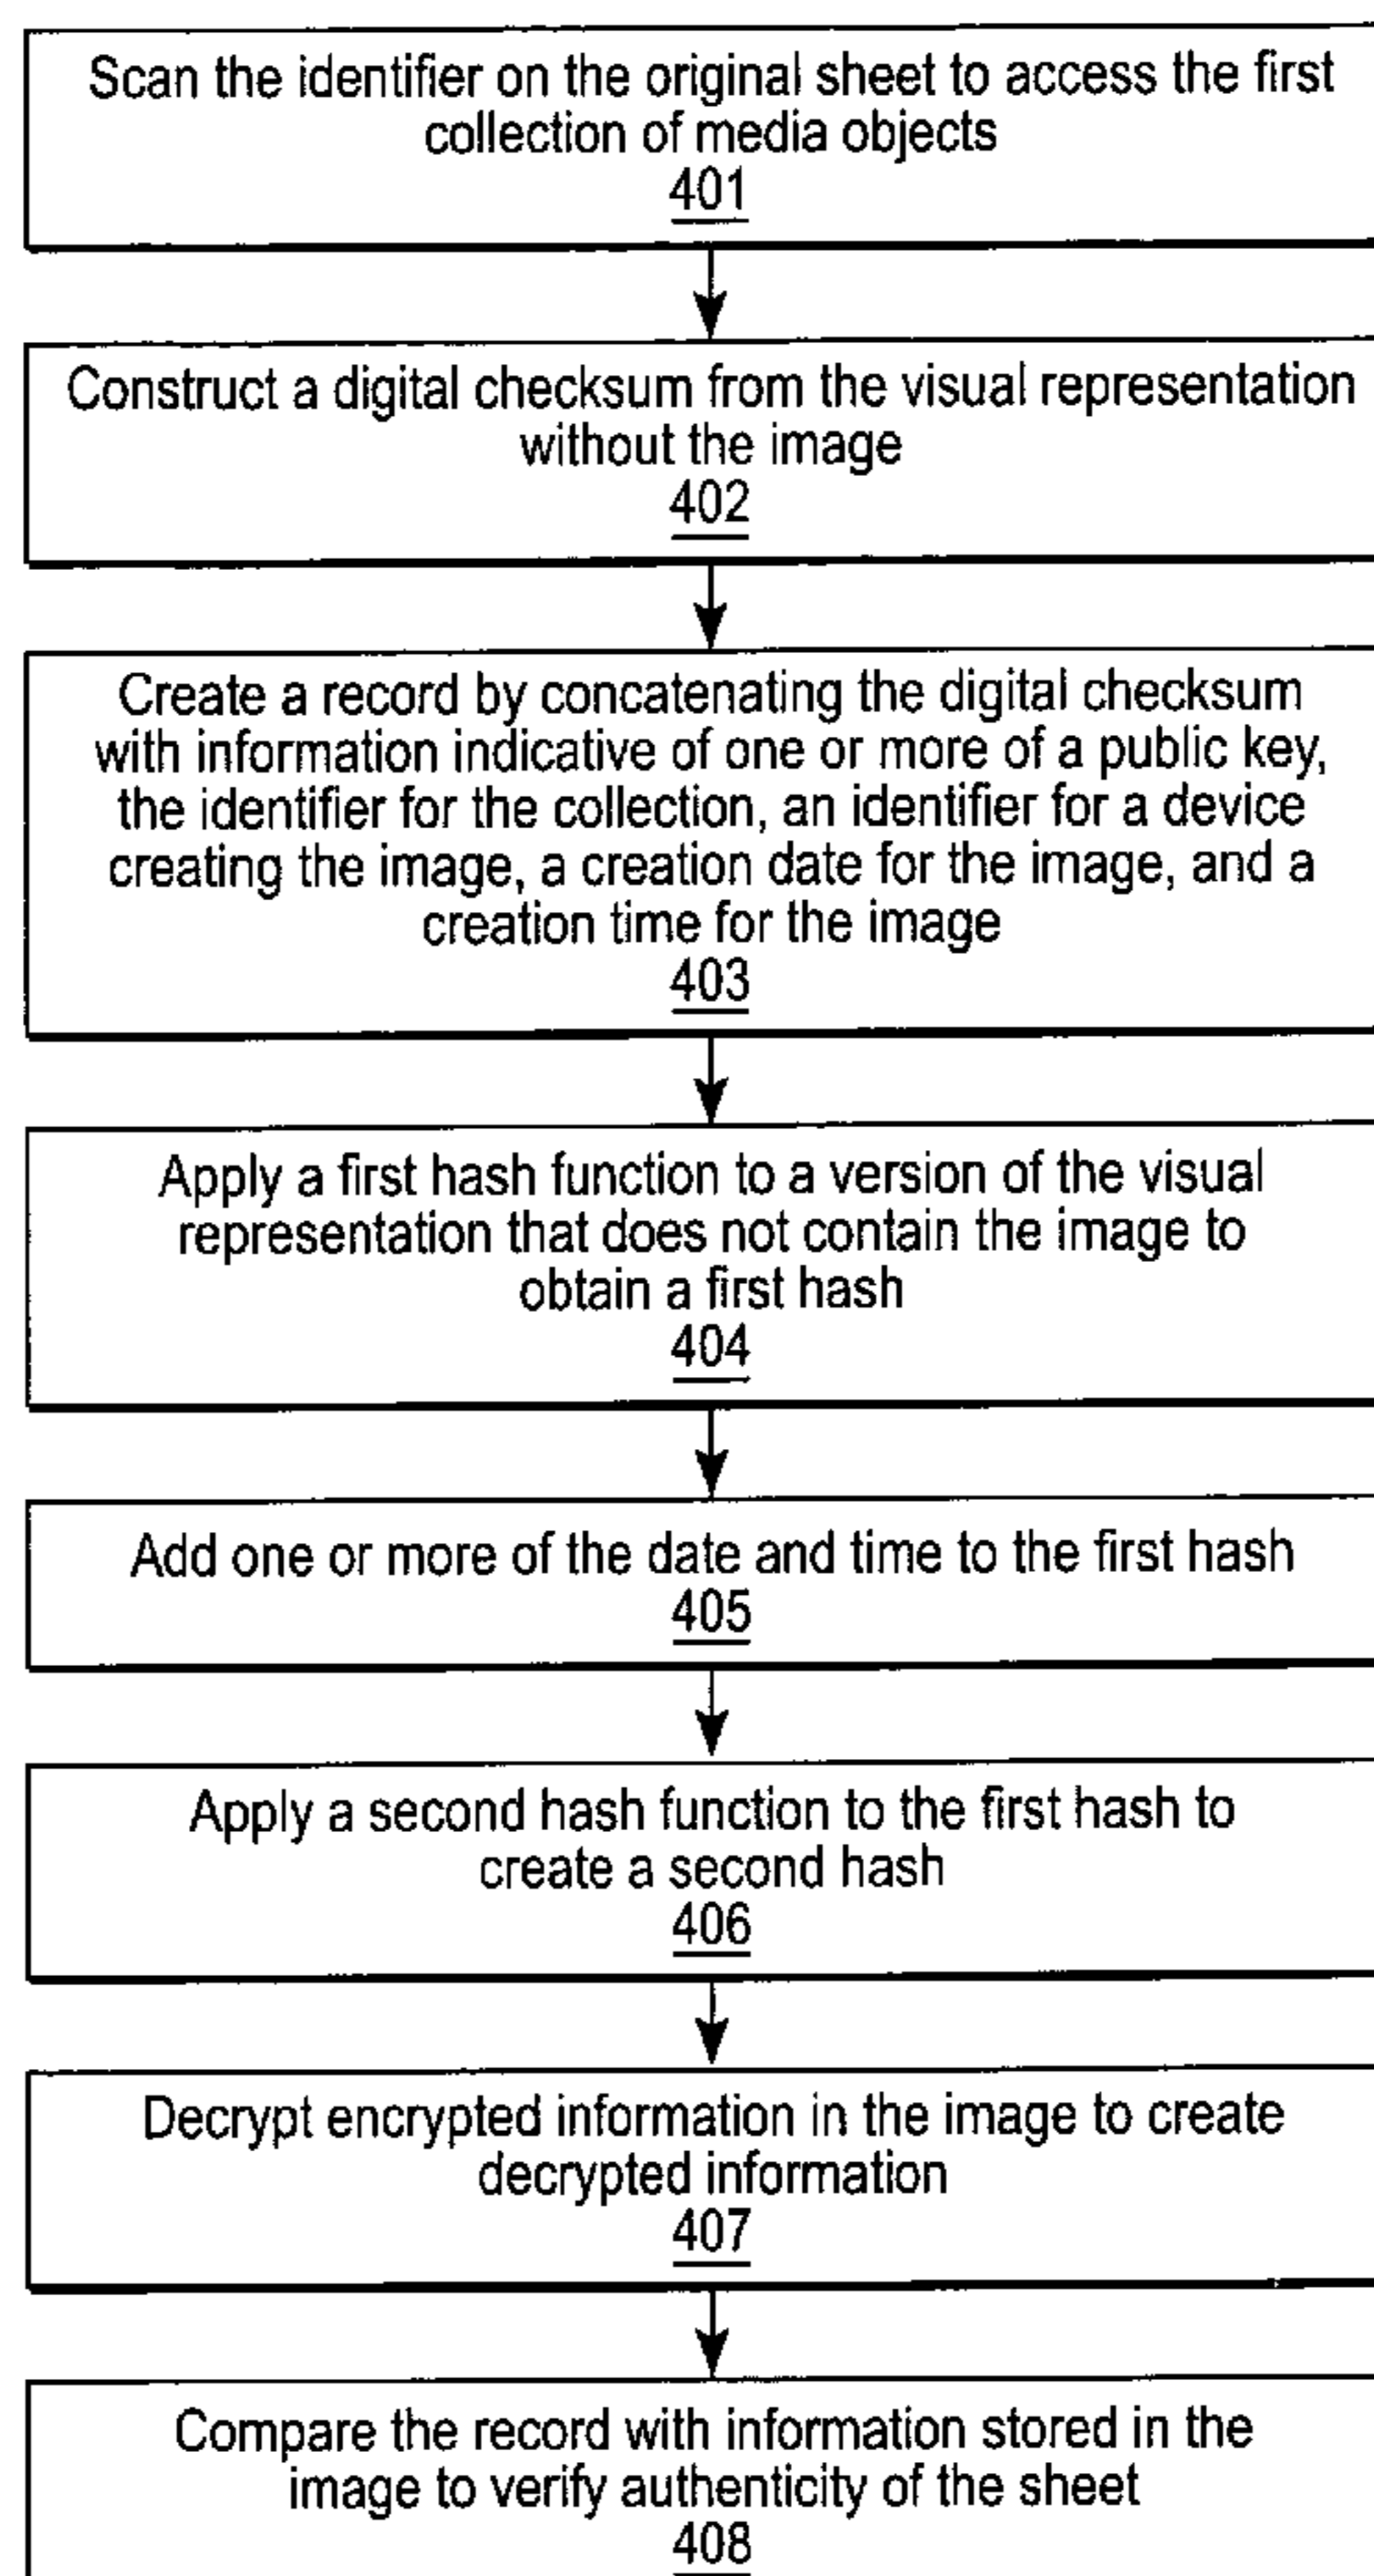 Scan the identifier on the original sheet to access the first
collection of media objects
401
Construct a digital checksum from the visual representation
without the image
402
Create a record by concatenating the digital checksum
with information indicative of one or more of a public key,
the identifier for the collection, an identifier for a device
creating the image, a creation date for the image, and a
creation time for the image
403
Apply a first hash function to a version of the visual
representation that does not contain the image to
obtain a first hash
404
Add one or more of the date and time to the first hash
405
Apply a second hash function to the first hash to
create a second hash
406
Decrypt encrypted information in the image to create
decrypted information
407
Compare the record with information stored in the
image to verify authenticity of the sheet
408